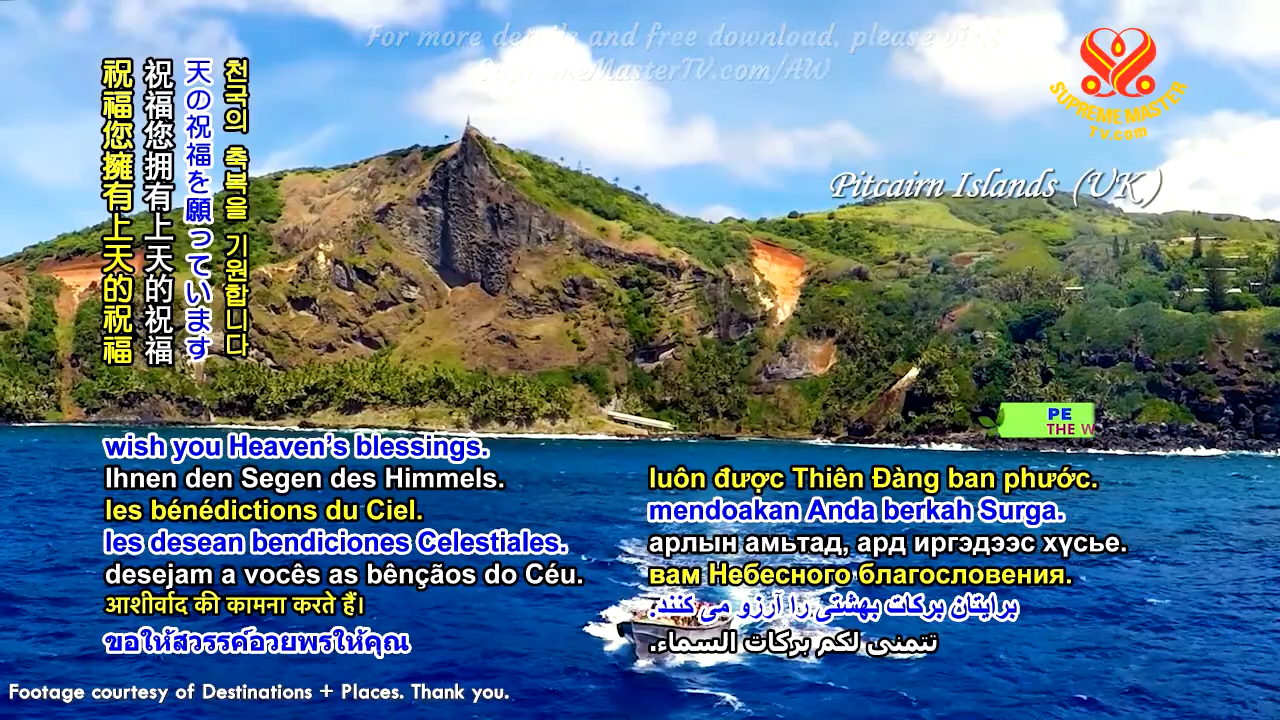 For more details and free download, please visit
SupremeMasterTV.com/AW
SUPREME MASTER
TV.com
Pitcairn Islands (UK)
천국의 축복을 기원합니다
天の祝福を願っています
祝福您拥有上天的祝福
祝福您擁有上天的祝福
PE
THE W
wish you Heaven’s blessings.
Ihnen den Segen des Himmels.
les bénédictions du Ciel.
les desean bendiciones Celestiales.
desejam a vocês as bênçãos do Céu.
आशीर्वाद की कामना करते हैं।
ขอให้สวรรค์อวยพรให้คุณ
luôn được Thiên Đàng ban phước.
mendoakan Anda berkah Surga.
арлын амьтад, ард иргэдээс хүсье.
вам Небесного благословения.
برایتان برکات بهشتی را آرزو می کنند.
تتمنى لكم بركات السماء.
Footage courtesy of Destinations + Places. Thank you.